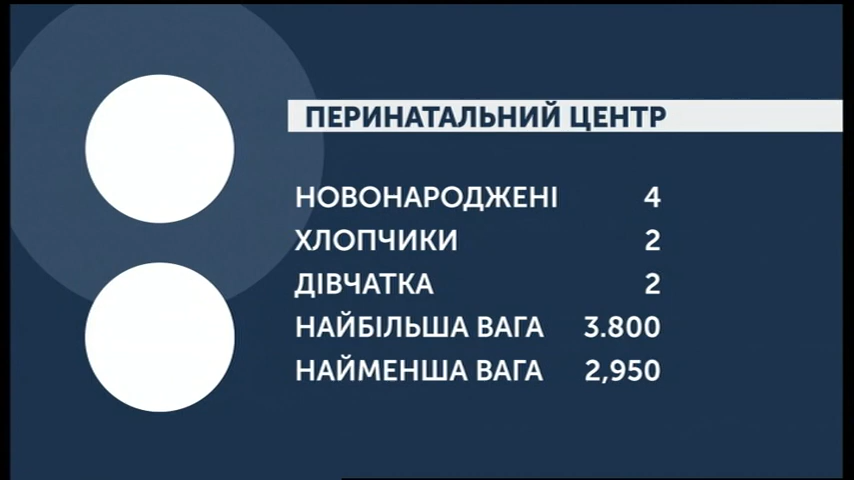 ПЕРИНАТАЛЬНИЙ ЦЕНТР
НОВОНАРОДЖЕНІ 4
ХЛОПЧИКИ 2
ДІВЧАТКА 2
НАЙБІЛЬША ВАГА 3.800
НАЙМЕНША ВАГА 2,950